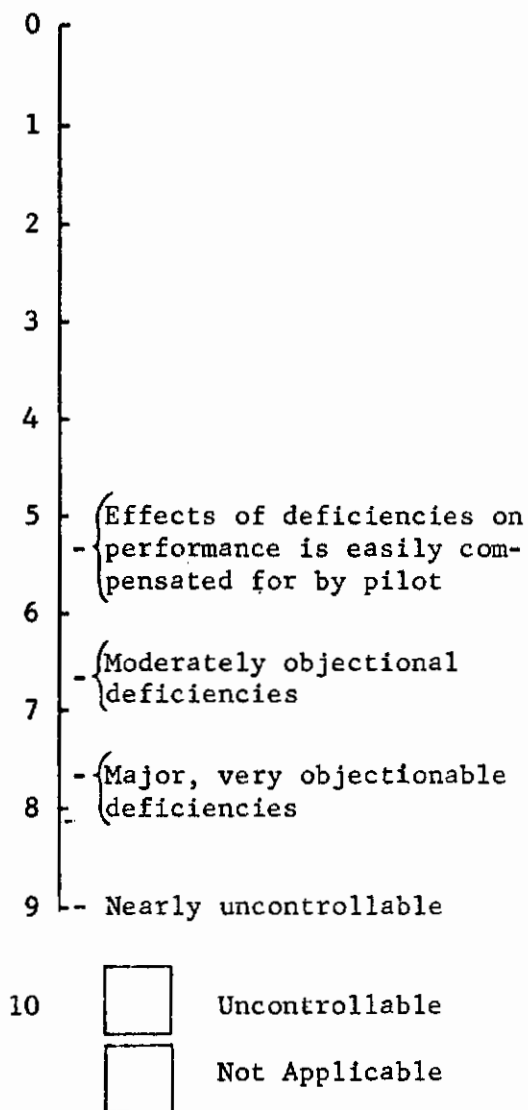 0
1
2
3
4
5 Effects of deficiencies on
performance is easily com-
pensated for by pilot
6
Moderately objectional
7 deficiencies
Major, very objectionable
8 deficiencies
9 -- Nearly uncontrollable
10 Uncontrollable
Not Applicable